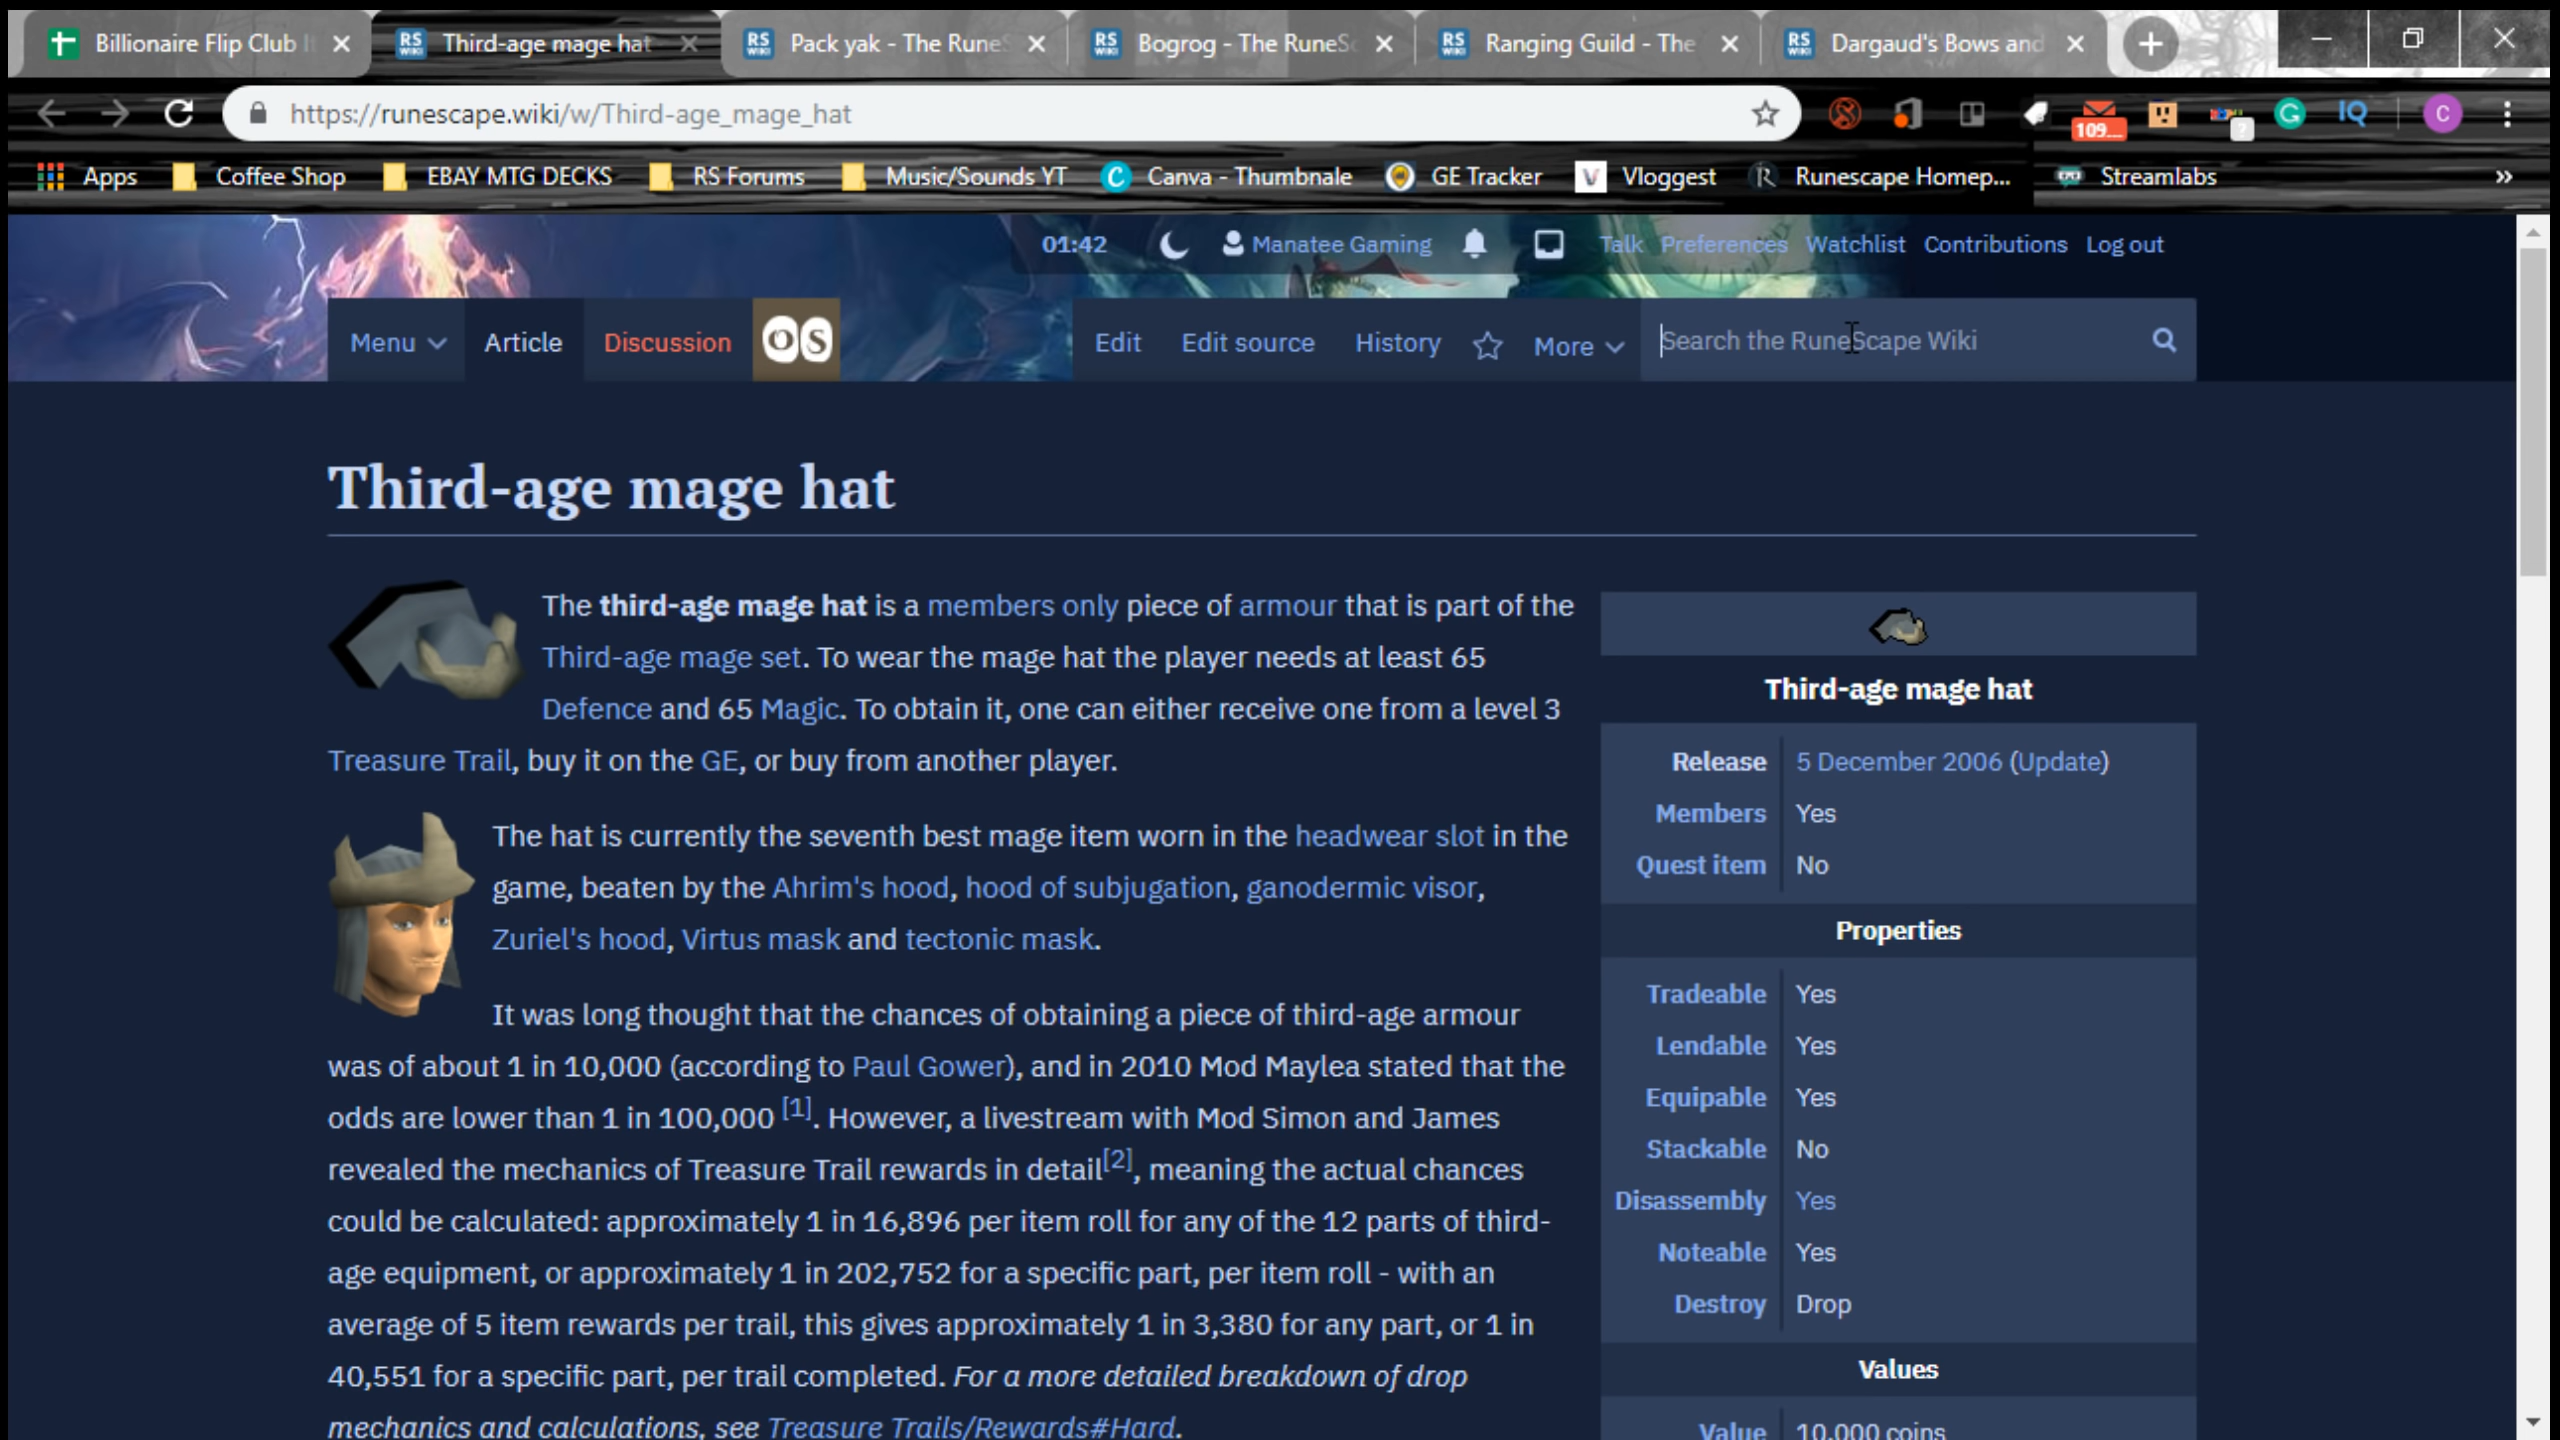 Billionaire Flip Club
Third-age mage hat
Pack yak - The Rune
Bogrog - The RuneSc
Ranging Guild - The
Dargaud's Bows and
https://runescape.wiki/w/Third-age_mage_hat
109...
IQ
C
Apps
Coffee Shop
EBAY MTG DECKS
RS Forums
Music/Sounds YT
Canva - Thumbnale
GE Tracker
Vloggest
Runescape Homep...
Streamlabs
»
01:42
Manatee Gaming
Talk
Preferences
Watchlist
Contributions
Log out
Menu
Article
Discussion
OS
Edit
Edit source
History
More
Search the RuneScape Wiki
Third-age mage hat
The third-age mage hat is a members only piece of armour that is part of the
Third-age mage set. To wear the mage hat the player needs at least 65
Defence and 65 Magic. To obtain it, one can either receive one from a level 3
Treasure Trail, buy it on the GE, or buy from another player.
The hat is currently the seventh best mage item worn in the headwear slot in the
game, beaten by the Ahrim's hood, hood of subjugation, ganodermic visor,
Zuriel's hood, Virtus mask and tectonic mask.
It was long thought that the chances of obtaining a piece of third-age armour
was of about 1 in 10,000 (according to Paul Gower), and in 2010 Mod Maylea stated that the
odds are lower than 1 in 100,000 [1]. However, a livestream with Mod Simon and James
revealed the mechanics of Treasure Trail rewards in detail[2], meaning the actual chances
could be calculated: approximately 1 in 16,896 per item roll for any of the 12 parts of third-
age equipment, or approximately 1 in 202,752 for a specific part, per item roll - with an
average of 5 item rewards per trail, this gives approximately 1 in 3,380 for any part, or 1 in
40,551 for a specific part, per trail completed. For a more detailed breakdown of drop
mechanics and calculations, see Treasure Trails/Rewards#Hard.
Third-age mage hat
Release 5 December 2006 (Update)
Members Yes
Quest item No
Properties
Tradeable Yes
Lendable Yes
Equipable Yes
Stackable No
Disassembly Yes
Noteable Yes
Destroy Drop
Values
Value 10,000 coins